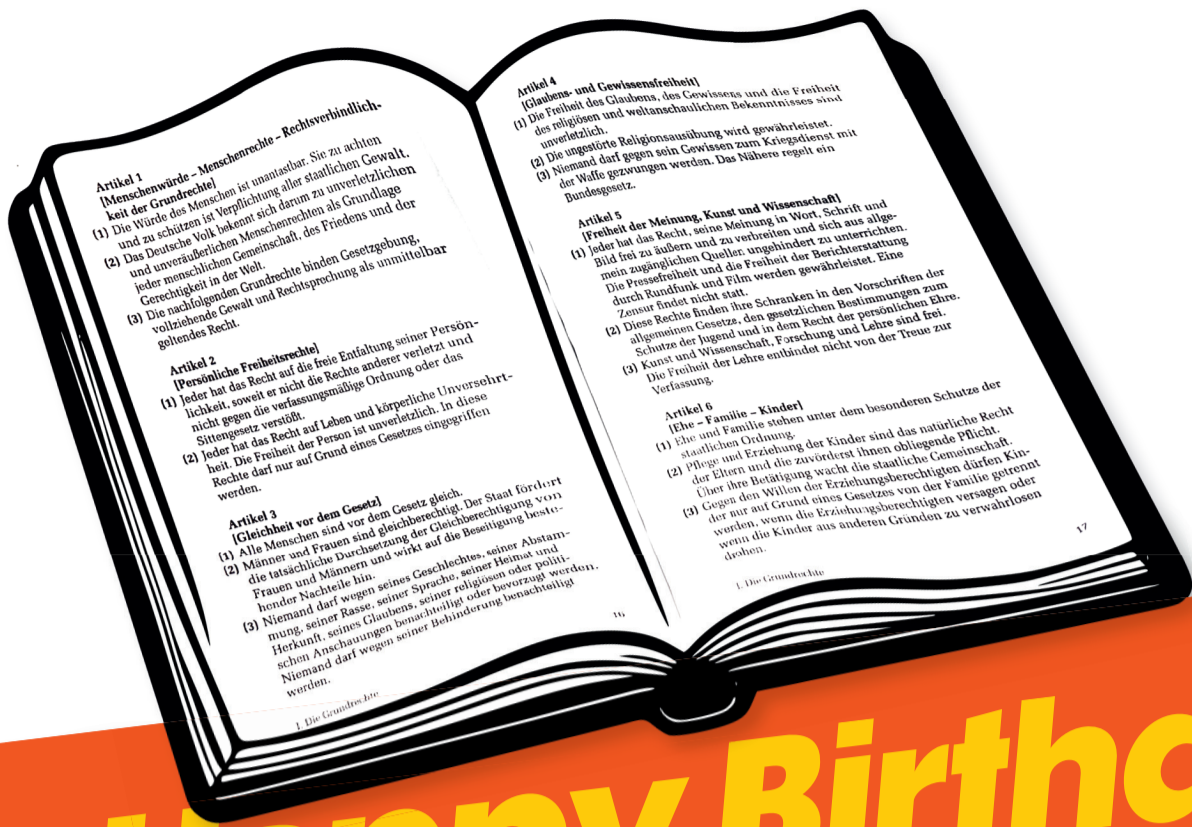 Artikel 1
[Menschenwürde – Menschenrechte – Rechtsverbindlich-
keit der Grundrechte]
(1) Die Würde des Menschen ist unantastbar. Sie zu achten
und zu schützen ist Verpflichtung aller staatlichen Gewalt.
(2) Das Deutsche Volk bekennt sich darum zu unverletzlichen
und unveräußerlichen Menschenrechten als Grundlage
jeder menschlichen Gemeinschaft, des Friedens und der
Gerechtigkeit in der Welt.
(3) Die nachfolgenden Grundrechte binden Gesetzgebung,
vollziehende Gewalt und Rechtsprechung als unmittelbar
geltendes Recht.
Artikel 2
[Persönliche Freiheitsrechte]
(1) Jeder hat das Recht auf die freie Entfaltung seiner Persön-
lichkeit, soweit er nicht die Rechte anderer verletzt und
nicht gegen die verfassungsmäßige Ordnung oder das
Sittengesetz verstößt.
(2) Jeder hat das Recht auf Leben und körperliche Unversehrt-
heit. Die Freiheit der Person ist unverletzlich. In diese
Rechte darf nur auf Grund eines Gesetzes eingegriffen
werden.
Artikel 3
[Gleichheit vor dem Gesetz]
(1) Alle Menschen sind vor dem Gesetz gleich.
(2) Männer und Frauen sind gleichberechtigt. Der Staat fördert
die tatsächliche Durchsetzung der Gleichberechtigung von
Frauen und Männern und wirkt auf die Beseitigung beste-
hender Nachteile hin.
(3) Niemand darf wegen seines Geschlechtes, seiner Abstam-
mung, seiner Rasse, seiner Sprache, seiner Heimat und
Herkunft, seines Glaubens, seiner religiösen oder politi-
schen Anschauungen benachteiligt oder bevorzugt werden.
Niemand darf wegen seiner Behinderung benachteiligt
werden.
16
I. Die Grundrechte
Artikel 4
[Glaubens- und Gewissensfreiheit]
(1) Die Freiheit des Glaubens, des Gewissens und die Freiheit
des religiösen und weltanschaulichen Bekenntnisses sind
unverletzlich.
(2) Die ungestörte Religionsausübung wird gewährleistet.
(3) Niemand darf gegen sein Gewissen zum Kriegsdienst mit
der Waffe gezwungen werden. Das Nähere regelt ein
Bundesgesetz.
Artikel 5
[Freiheit der Meinung, Kunst und Wissenschaft]
(1) Jeder hat das Recht, seine Meinung in Wort, Schrift und
Bild frei zu äußern und zu verbreiten und sich aus allge-
mein zugänglichen Quellen ungehindert zu unterrichten.
Die Pressefreiheit und die Freiheit der Berichterstattung
durch Rundfunk und Film werden gewährleistet. Eine
Zensur findet nicht statt.
(2) Diese Rechte finden ihre Schranken in den Vorschriften der
allgemeinen Gesetze, den gesetzlichen Bestimmungen zum
Schutze der Jugend und in dem Recht der persönlichen Ehre.
(3) Kunst und Wissenschaft, Forschung und Lehre sind frei.
Die Freiheit der Lehre entbindet nicht von der Treue zur
Verfassung.
Artikel 6
[Ehe – Familie – Kinder]
(1) Ehe und Familie stehen unter dem besonderen Schutze der
staatlichen Ordnung.
(2) Pflege und Erziehung der Kinder sind das natürliche Recht
der Eltern und die zuvörderst ihnen obliegende Pflicht.
Über ihre Betätigung wacht die staatliche Gemeinschaft.
(3) Gegen den Willen der Erziehungsberechtigten dürfen Kin-
der nur auf Grund eines Gesetzes von der Familie getrennt
werden, wenn die Erziehungsberechtigten versagen oder
wenn die Kinder aus anderen Gründen zu verwahrlosen
drohen.
17
I. Die Grundrechte
Happy Birthd